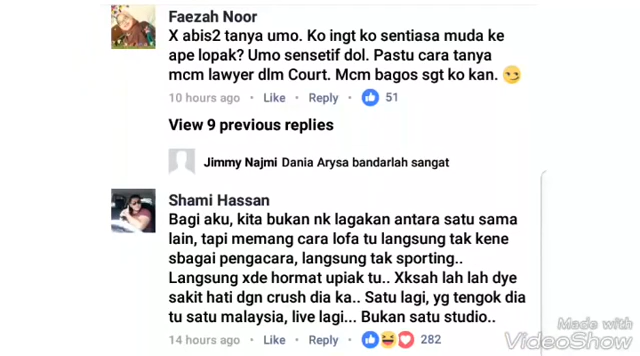 Faezah Noor
X abis2 tanya umo. Ko ingt ko sentiasa muda ke
ape lopak? Umo sensetif dol. Pastu cara tanya
mcm lawyer dlm Court. Mcm bagos sgt ko kan. 😏
10 hours ago • Like • Reply • 51
View 9 previous replies
Jimmy Najmi Dania Arysa bandarlah sangat
Shami Hassan
Bagi aku, kita bukan nk lagakan antara satu sama
lain, tapi memang cara lofa tu langsung tak kene
sbagai pengacara, langsung tak sporting..
Langsung xde hormat upiak tu.. Xksah lah lah dye
sakit hati dgn crush dia ka.. Satu lagi, yg tengok dia
tu satu malaysia, live lagi... Bukan satu studio..
14 hours ago • Like • Reply • 282
Made with
VideoShow